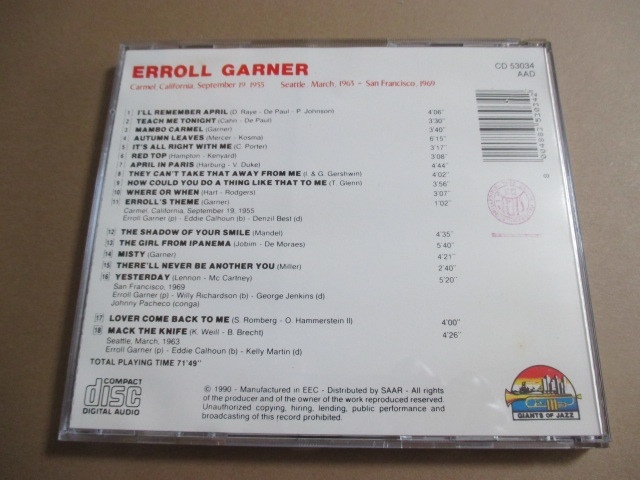 ERROLL GARNER
CD 53034
AAD
Carmel, California, September 19 1955 Seattle, March, 1963 - San Francisco, 1969
1 I'LL REMEMBER APRIL (D. Raye - De Paul - P. Johnson) 4'06"
2 TEACH ME TONIGHT (Cahn - De Paul) 3'30"
3 MAMBO CARMEL (Garner) 3'40"
4 AUTUMN LEAVES (Mercer - Kosma) 6'15"
5 IT'S ALL RIGHT WITH ME (C. Porter) 3'17"
6 RED TOP (Hampton - Kenyard) 3'08"
7 APRIL IN PARIS (Harburg - V. Duke) 4'44"
8 THEY CAN'T TAKE THAT AWAY FROM ME (I. & G. Gershwin) 4'02"
9 HOW COULD YOU DO A THING LIKE THAT TO ME (T. Glenn) 3'56"
10 WHERE OR WHEN (Hart - Rodgers) 3'07"
11 ERROLL'S THEME (Garner) 1'02"
Carmel, California, September 19, 1955
Erroll Garner (p) - Eddie Calhoun (b) - Denzil Best (d)
12 THE SHADOW OF YOUR SMILE (Mandel) 4'35"
13 THE GIRL FROM IPANEMA (Jobim - De Moraes) 5'40"
14 MISTY (Garner) 4'21"
15 THERE'LL NEVER BE ANOTHER YOU (Miller) 2'40"
16 YESTERDAY (Lennon - Mc Cartney) 5'20"
San Francisco, 1969
Erroll Garner (p) - Willy Richardson (b) - George Jenkins (d)
Johnny Pacheco (conga)
17 LOVER COME BACK TO ME (S. Romberg - O. Hammerstein II) 4'00"
18 MACK THE KNIFE (K. Weill - B. Brecht) 4'26"
Seattle, March, 1963
Erroll Garner (p) - Eddie Calhoun (b) - Kelly Martin (d)
TOTAL PLAYING TIME 71'49"
COMPACT
disc
DIGITAL AUDIO
© 1990 - Manufactured in EEC - Distributed by SAAR - All rights
of the producer and of the owner of the work reproduced reserved.
Unauthorized copying, hiring, lending, public performance and
broadcasting of this record prohibited.
GIANTS OF JAZZ